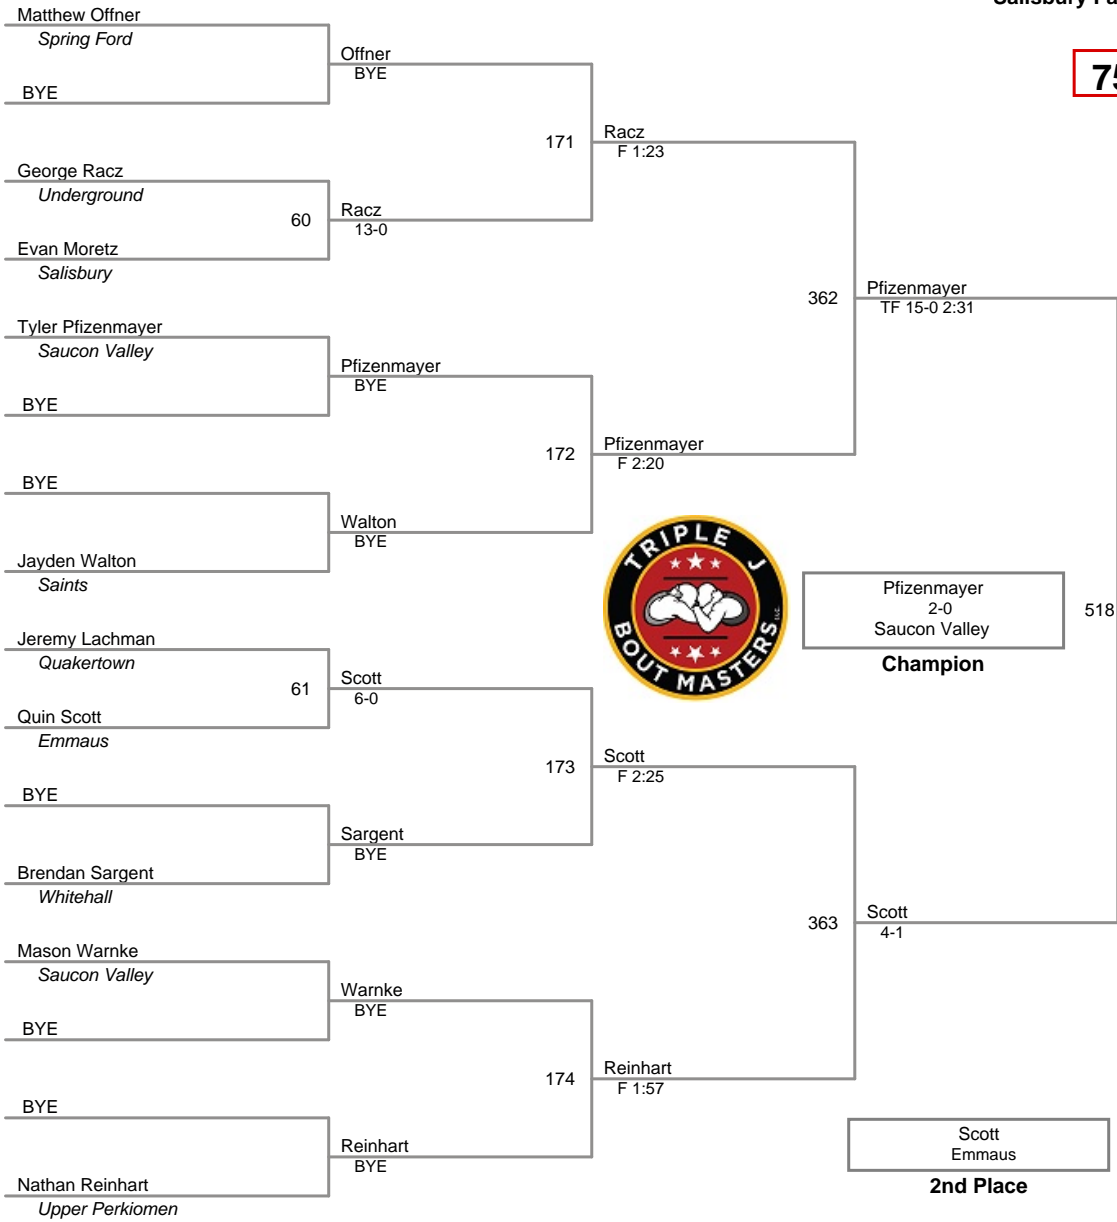 Matthew Offner
Spring Ford
BYE
Offner
BYE
171
George Racz
Underground
60
Evan Moretz
Salisbury
Racz
13-0
Racz
F 1:23
Tyler Pfizenmayer
Saucon Valley
BYE
Pfizenmayer
BYE
172
BYE
Jayden Walton
Saints
Walton
BYE
Pfizenmayer
F 2:20
362
Pfizenmayer
TF 15-0 2:31
TRIPLE J
BOUT MASTERS
Pfizenmayer
2-0
Saucon Valley
Champion
518
Jeremy Lachman
Quakertown
61
Quin Scott
Emmaus
Scott
6-0
173
BYE
Brendan Sargent
Whitehall
Sargent
BYE
Scott
F 2:25
Mason Warnke
Saucon Valley
BYE
Warnke
BYE
174
BYE
Nathan Reinhart
Upper Perkiomen
Reinhart
BYE
Reinhart
F 1:57
363
Scott
4-1
Scott
Emmaus
2nd Place